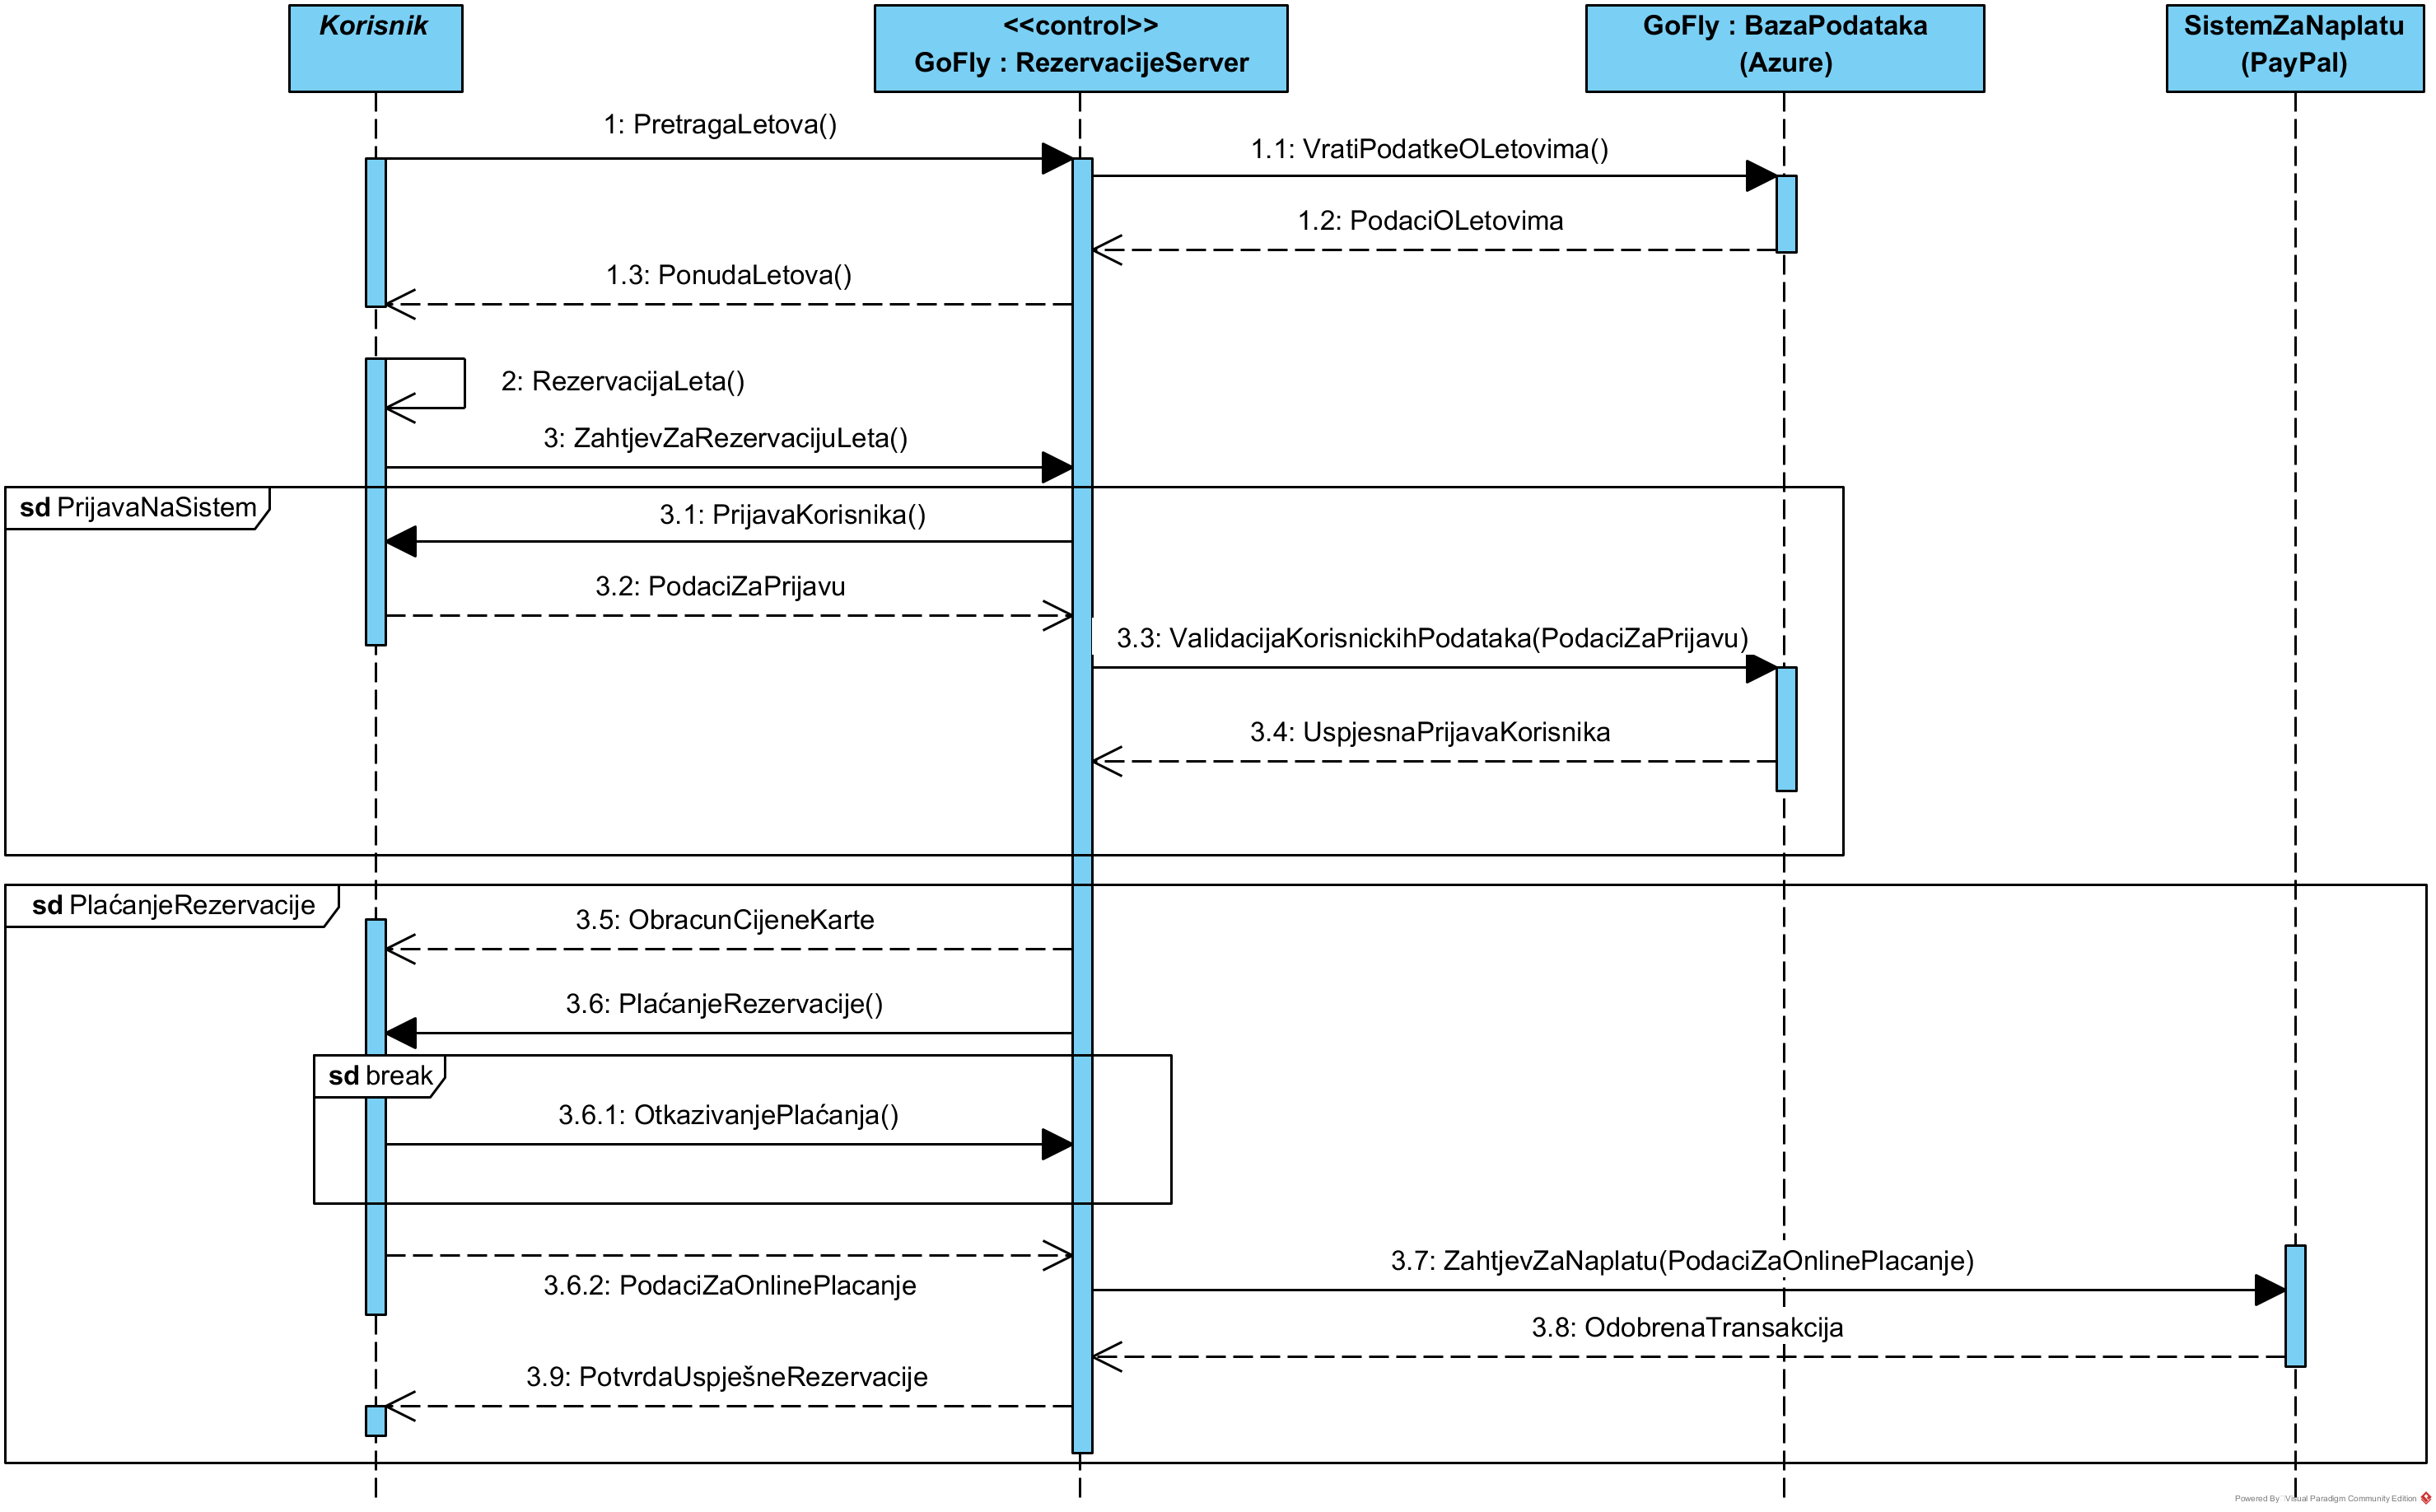 Korisnik
<<control>>
GoFly : RezervacijeServer
GoFly : BazaPodataka
(Azure)
SistemZaNaplatu
(PayPal)
1: PretragaLetova()
1.1: VratiPodatkeOLetovima()
1.2: PodaciOLetovima
1.3: PonudaLetova()
2: RezervacijaLeta()
3: ZahtjevZaRezervacijuLeta()
sd PrijavaNaSistem
3.1: PrijavaKorisnika()
3.2: PodaciZaPrijavu
3.3: ValidacijaKorisnickihPodataka(PodaciZaPrijavu)
3.4: UspjesnaPrijavaKorisnika
sd PlaćanjeRezervacije
3.5: ObracunCijeneKarte
3.6: PlaćanjeRezervacije()
sd break
3.6.1: OtkazivanjePlaćanja()
3.6.2: PodaciZaOnlinePlacanje
3.7: ZahtjevZaNaplatu(PodaciZaOnlinePlacanje)
3.8: OdobrenaTransakcija
3.9: PotvrdaUspješneRezervacije
Powered By Visual Paradigm Community Edition